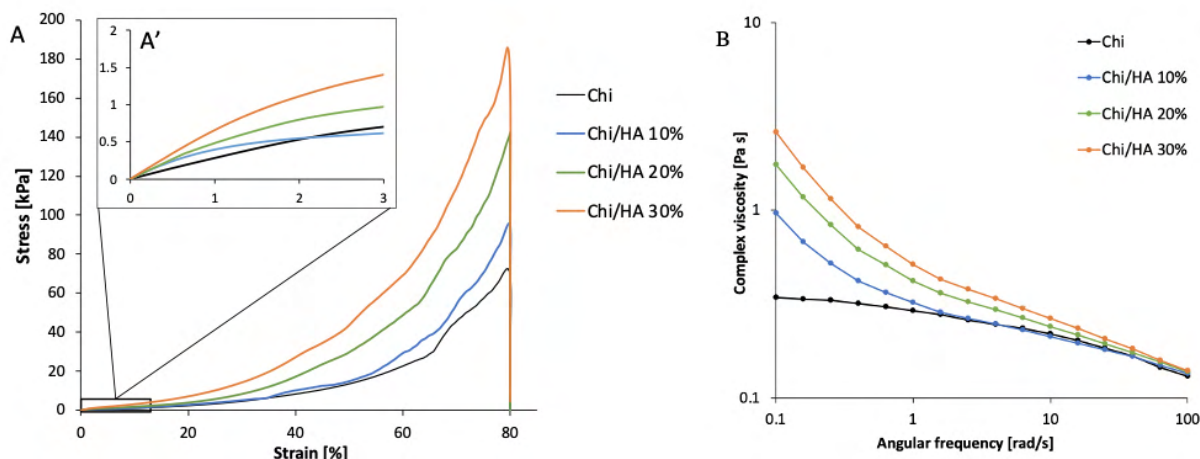 A
A'
Stress [kPa]
200
180
160
140
120
100
80
60
40
20
0
2
1.5
1
0.5
0
0
1
2
3
0
20
40
60
80
Strain [%]
Chi
Chi/HA 10%
Chi/HA 20%
Chi/HA 30%
B
Complex viscosity [Pa s]
10
1
0.1
0.1
1
10
100
Angular frequency [rad/s]
Chi
Chi/HA 10%
Chi/HA 20%
Chi/HA 30%